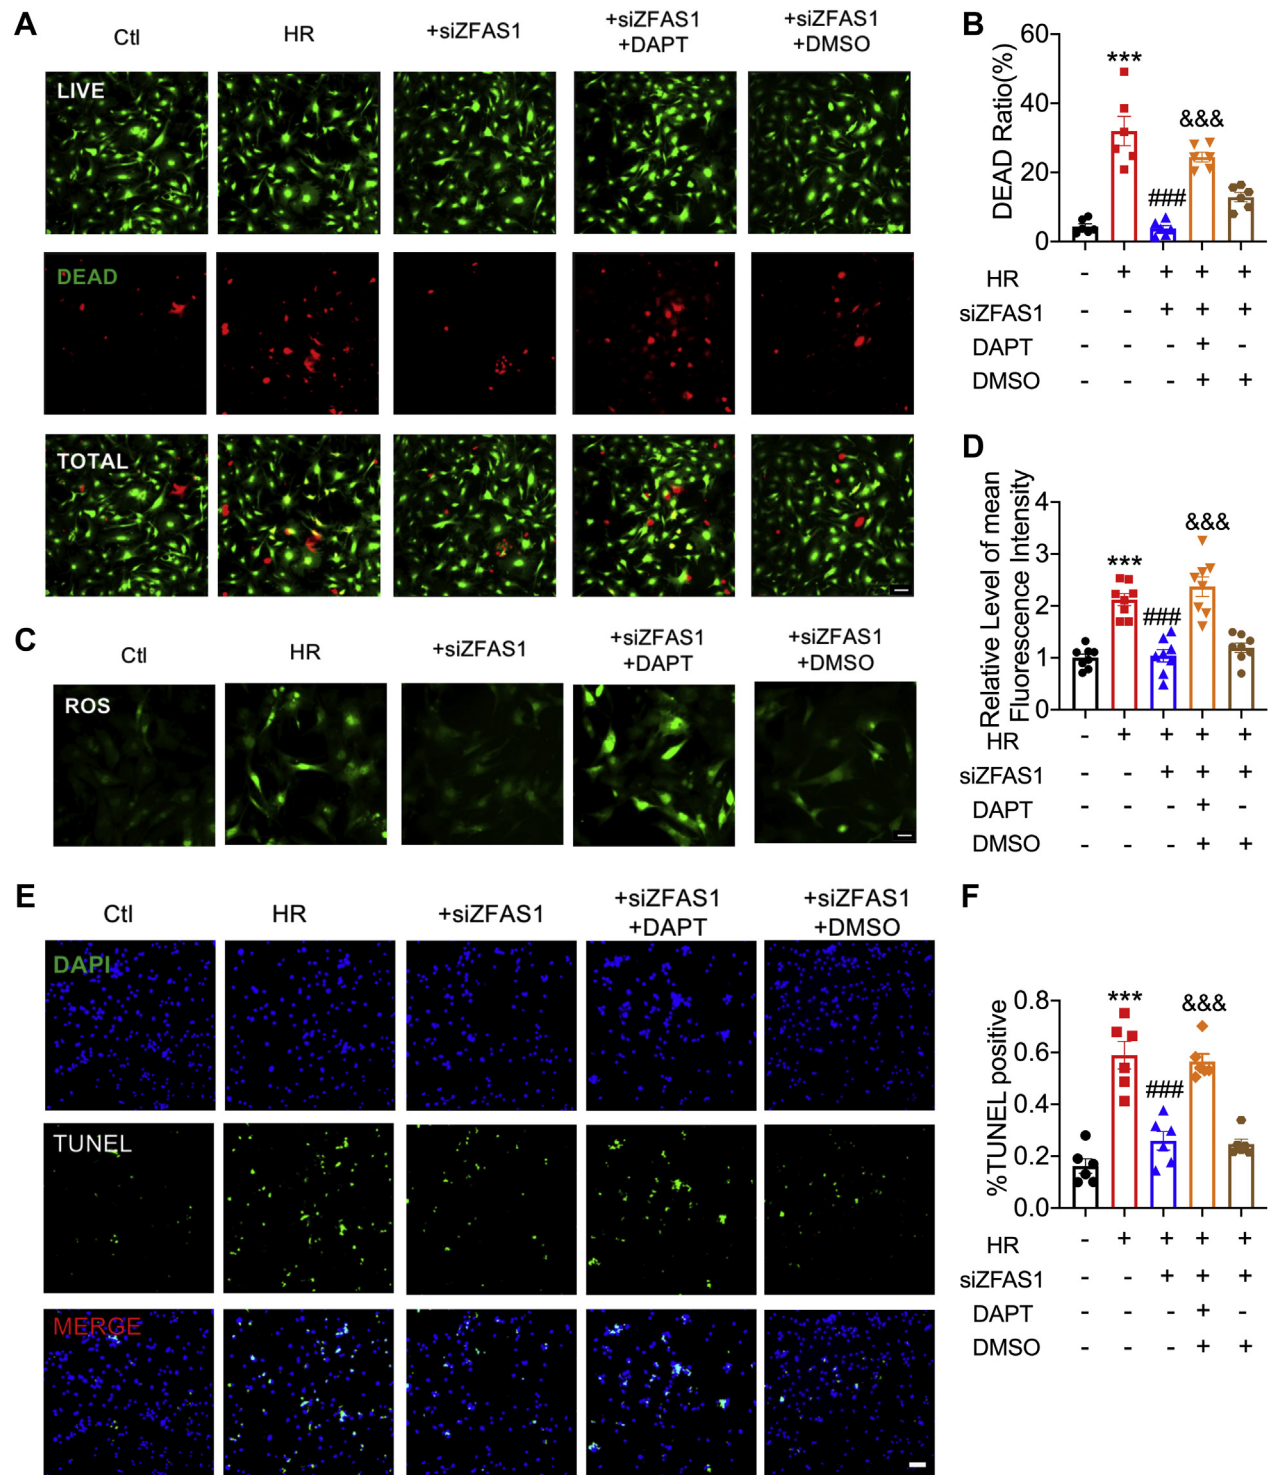 A
Ctl
HR
+siZFAS1
+siZFAS1
+DAPT
+siZFAS1
+DMSO
LIVE
DEAD
TOTAL
B
DEAD Ratio(%)
60
40
20
0
***
###
&&&
HR - + + + +
siZFAS1 - - + + +
DAPT - - - + -
DMSO - - - + +
C
Ctl
HR
+siZFAS1
+siZFAS1
+DAPT
+siZFAS1
+DMSO
ROS
D
Relative Level of mean
Fluorescence Intensity
4
3
2
1
0
***
###
&&&
HR - + + + +
siZFAS1 - - + + +
DAPT - - - + -
DMSO - - - + +
E
Ctl
HR
+siZFAS1
+siZFAS1
+DAPT
+siZFAS1
+DMSO
DAPI
TUNEL
MERGE
F
%TUNEL positive
0.8
0.6
0.4
0.2
0.0
***
###
&&&
HR - + + + +
siZFAS1 - - + + +
DAPT - - - + -
DMSO - - - + +